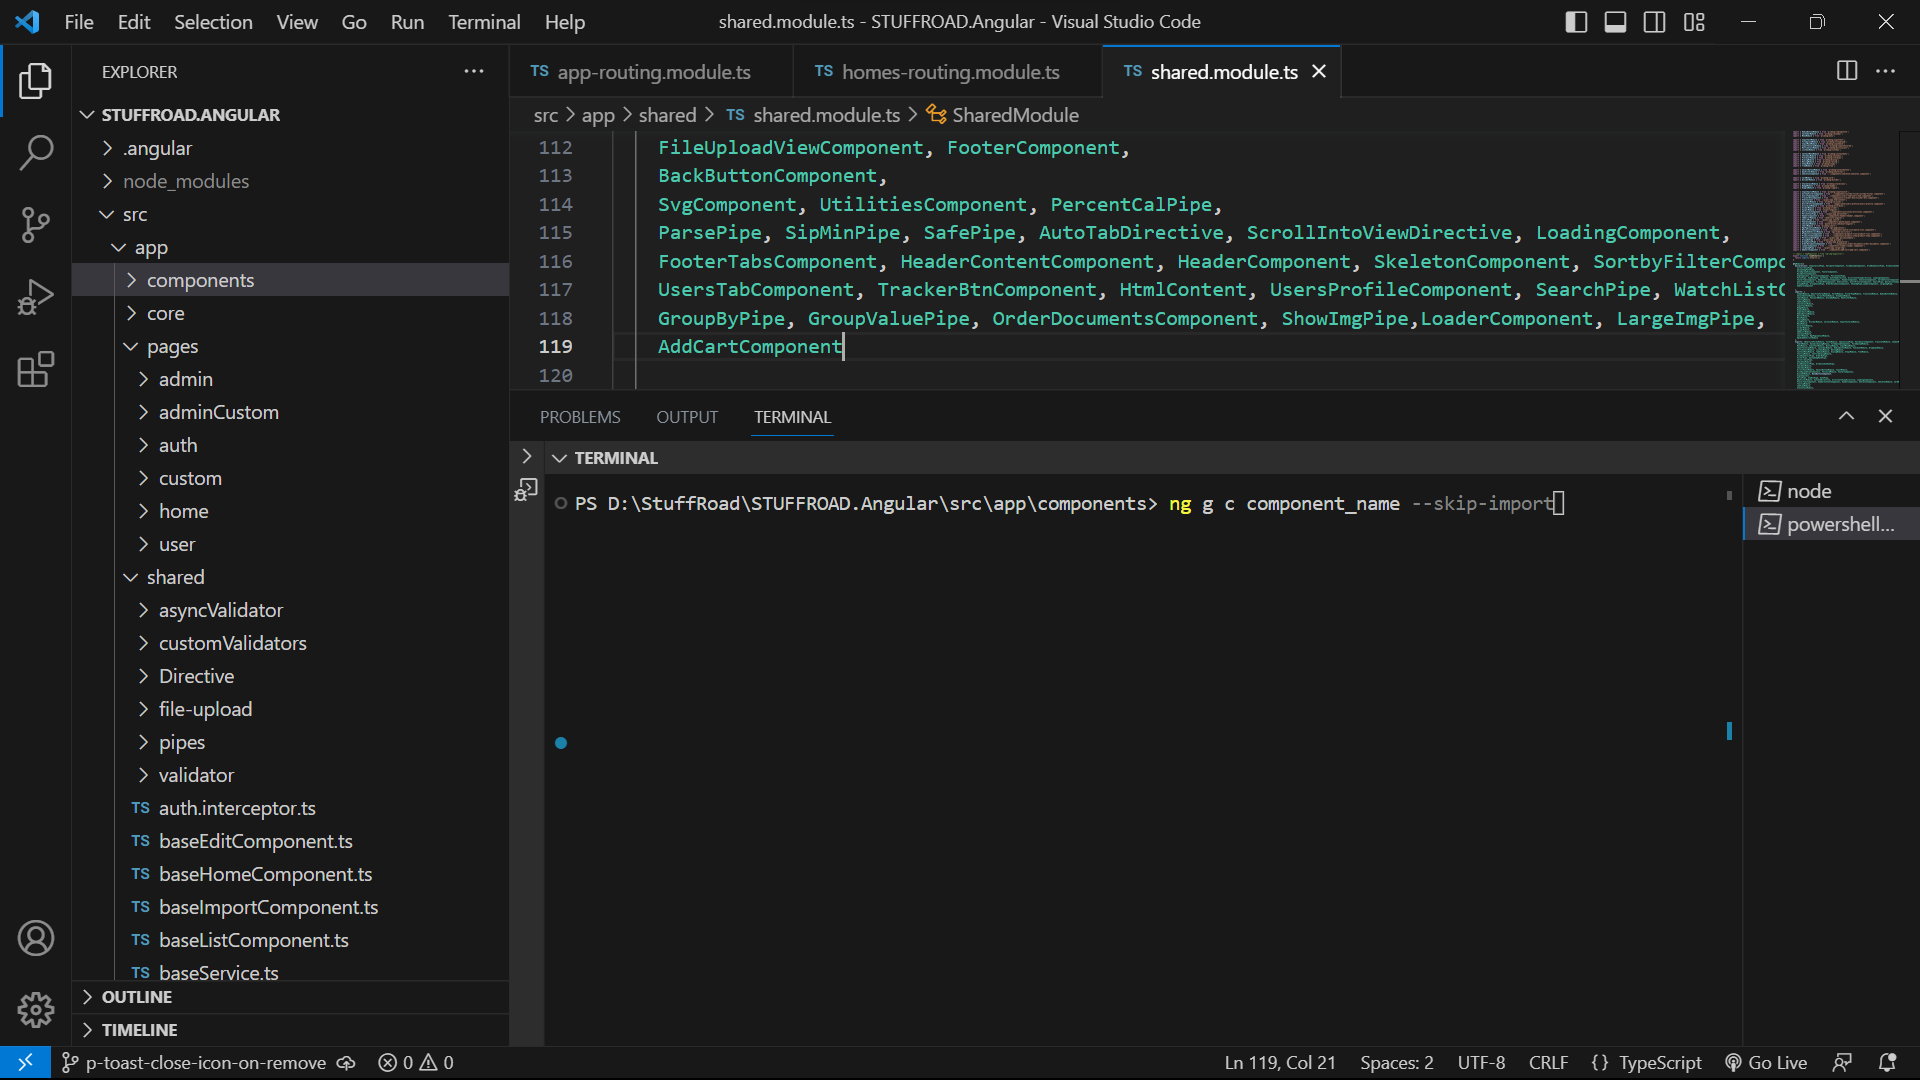 File Edit Selection View Go Run Terminal Help
shared.module.ts - STUFFROAD.Angular - Visual Studio Code
EXPLORER
STUFFROAD.ANGULAR
.angular
node_modules
src
app
components
core
pages
admin
adminCustom
auth
custom
home
user
shared
asyncValidator
customValidators
Directive
file-upload
pipes
validator
TS auth.interceptor.ts
TS baseEditComponent.ts
TS baseHomeComponent.ts
TS baseImportComponent.ts
TS baseListComponent.ts
TS baseService.ts
OUTLINE
TIMELINE
TS app-routing.module.ts TS homes-routing.module.ts TS shared.module.ts
src > app > shared > TS shared.module.ts > SharedModule
112 FileUploadViewComponent, FooterComponent,
113 BackButtonComponent,
114 SvgComponent, UtilitiesComponent, PercentCalPipe,
115 ParsePipe, SipMinPipe, SafePipe, AutoTabDirective, ScrollIntoViewDirective, LoadingComponent,
116 FooterTabsComponent, HeaderContentComponent, HeaderComponent, SkeletonComponent, SortbyFilterCompo
117 UsersTabComponent, TrackerBtnComponent, HtmlContent, UsersProfileComponent, SearchPipe, WatchListC
118 GroupByPipe, GroupValuePipe, OrderDocumentsComponent, ShowImgPipe,LoaderComponent, LargeImgPipe,
119 AddCartComponent
120
PROBLEMS OUTPUT TERMINAL
TERMINAL
PS D:\StuffRoad\STUFFROAD.Angular\src\app\components> ng g c component_name --skip-import
node
powershell...
p-toast-close-icon-on-remove 0 0
Ln 119, Col 21 Spaces: 2 UTF-8 CRLF {} TypeScript Go Live